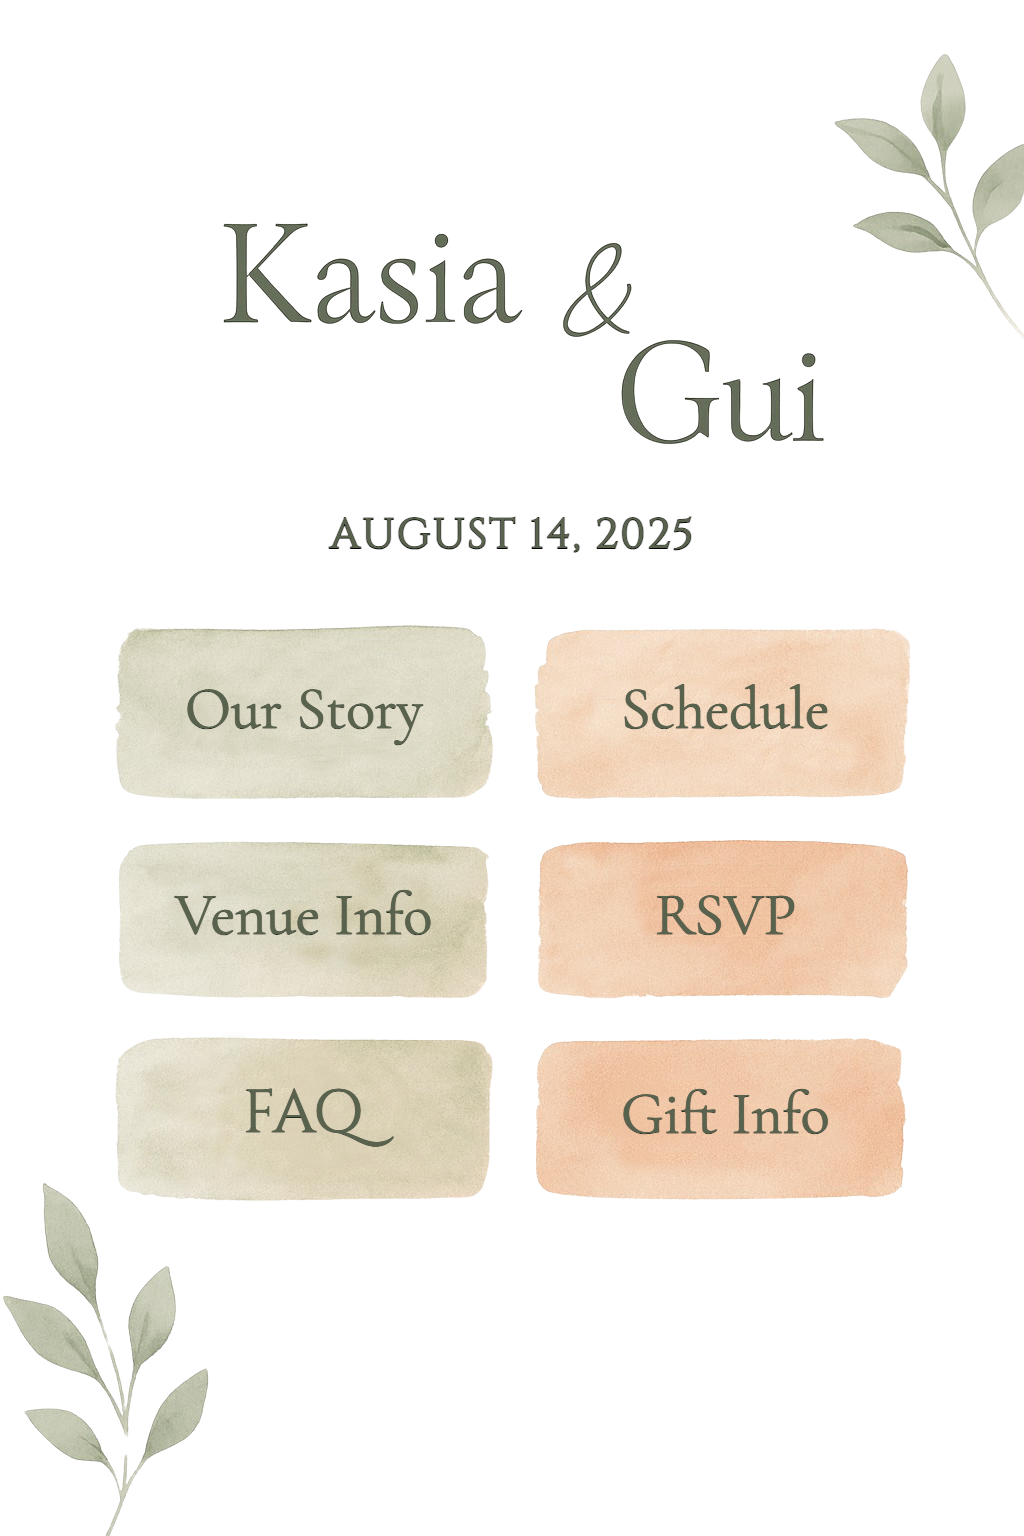 Kasia &
Gui
AUGUST 14, 2025
Our Story
Schedule
Venue Info
RSVP
FAQ
Gift Info